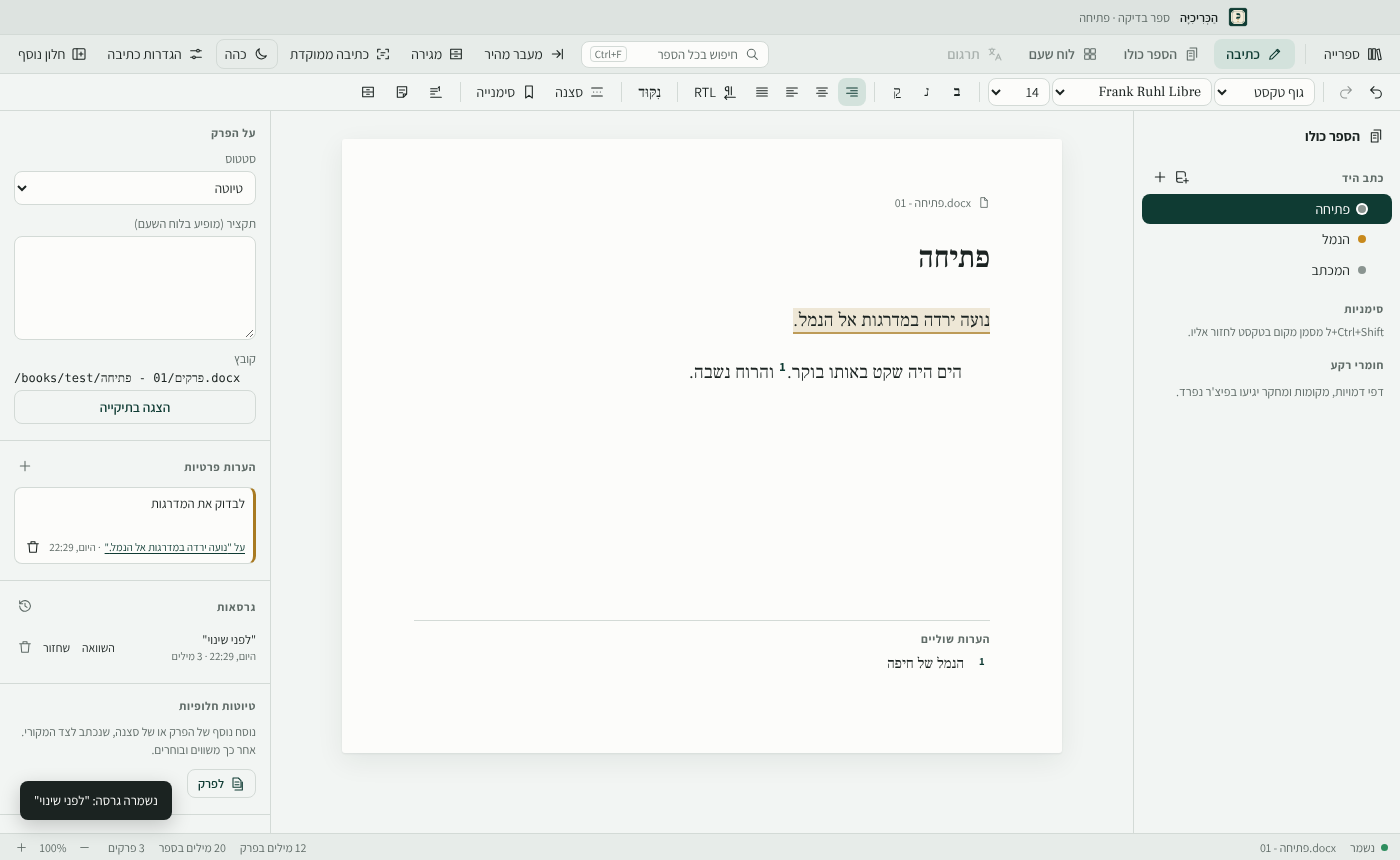 הַכְּרִיכִיָּה ספר בדיקה · פתיחה
ספרייה כתיבה הספר כולו לוח שעם תרגום חיפוש בכל הספר Ctrl+F מעבר מהיר מגירה כתיבה ממוקדת כהה הגדרות כתיבה חלון נוסף
גוף טקסט Frank Ruhl Libre 14 ב נ ק RTL נִקּוּד סצנה סימנייה
הספר כולו
כתב היד
פתיחה
הנמל
המכתב
סימניות
Ctrl+Shift+ל מסמן מקום בטקסט לחזור אליו.
חומרי רקע
דפי דמויות, מקומות ומחקר יגיעו בפיצ'ר נפרד.
01 - פתיחה.docx
פתיחה
נועה ירדה במדרגות אל הנמל.
הים היה שקט באותו בוקר.1 והרוח נשבה.
הערות שוליים
1 הנמל של חיפה
על הפרק
סטטוס
טיוטה
תקציר (מופיע בלוח השעם)
קובץ
/books/test/פרקים/01 - פתיחה.docx
הצגה בתיקייה
הערות פרטיות
לבדוק את המדרגות
על "נועה ירדה במדרגות אל הנמל." · היום, 22:29
גרסאות
"לפני שינוי"
היום, 22:29 · 3 מילים
השוואה שחזור
טיוטות חלופיות
נוסח נוסף של הפרק או של סצנה, שנכתב לצד המקורי.
אחר כך משווים ובוחרים.
לפרק
נשמרה גרסה: "לפני שינוי"
נשמר 01 - פתיחה.docx 12 מילים בפרק 20 מילים בספר 3 פרקים 100%